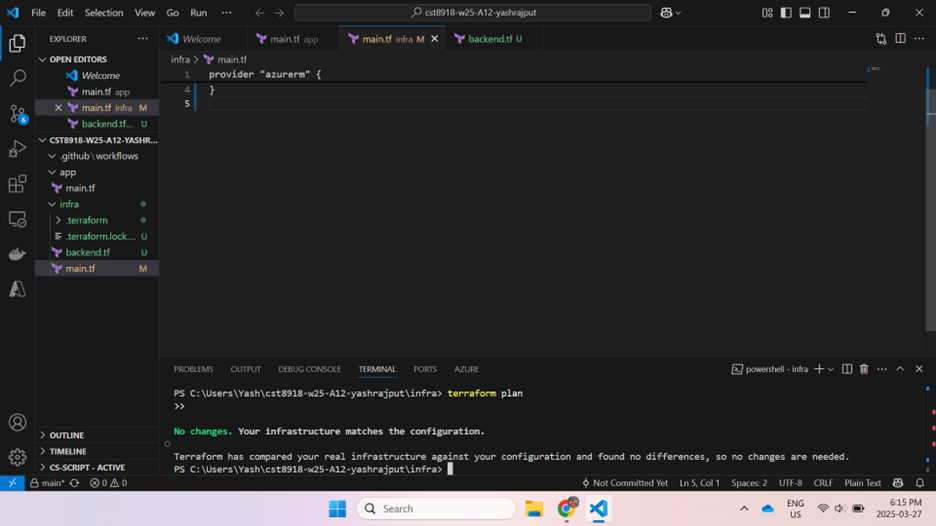 File Edit Selection View Go Run ··· cst8918-w25-A12-yashrajput
EXPLORER ···
OPEN EDITORS
Welcome
main.tf app
main.tf infra M
backend.tf... U
CST8918-W25-A12-YASHR...
.github\workflows
app
main.tf
infra
.terraform
.terraform.lock.... U
backend.tf U
main.tf M
OUTLINE
TIMELINE
CS-SCRIPT - ACTIVE
6
Welcome main.tf app main.tf infra M backend.tf U
infra > main.tf
1 provider "azurerm" {
4 }
5
PROBLEMS OUTPUT DEBUG CONSOLE TERMINAL PORTS AZURE powershell - infra
PS C:\Users\Yash\cst8918-w25-A12-yashrajput\infra> terraform plan
>>
No changes. Your infrastructure matches the configuration.
Terraform has compared your real infrastructure against your configuration and found no differences, so no changes are needed.
PS C:\Users\Yash\cst8918-w25-A12-yashrajput\infra>
main* 0 0 Not Committed Yet Ln 5, Col 1 Spaces: 2 UTF-8 CRLF Plain Text
Search
ENG
US
6:15 PM
2025-03-27